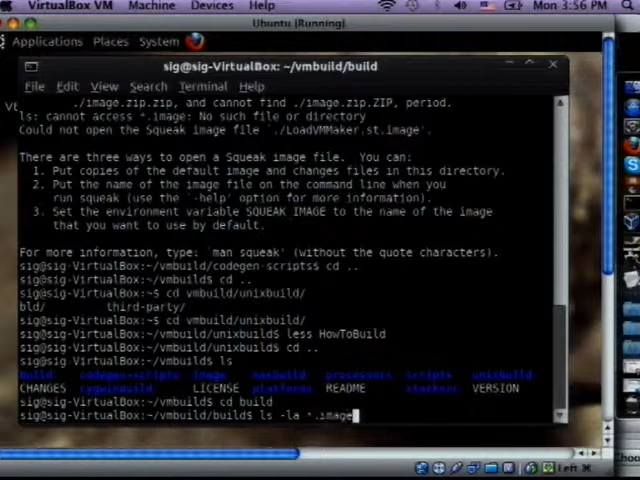 VirtualBox VM Machine Devices Help Mon 3:56 PM
Ubuntu [Running]
Applications Places System
sig@sig-VirtualBox: ~/vmbuild/build
File Edit View Search Terminal Help
./image.zip.zip, and cannot find ./image.zip.ZIP, period.
ls: cannot access *.image: No such file or directory
Could not open the Squeak image file `./LoadVMMaker.st.image'.
There are three ways to open a Squeak image file. You can:
1. Put copies of the default image and changes files in this directory.
2. Put the name of the image file on the command line when you
run squeak (use the `-help' option for more information).
3. Set the environment variable SQUEAK_IMAGE to the name of the image
that you want to use by default.
For more information, type: `man squeak' (without the quote characters).
sig@sig-VirtualBox:~/vmbuild/codegen-scripts$ cd ..
sig@sig-VirtualBox:~/vmbuild$ cd ..
sig@sig-VirtualBox:~$ cd vmbuild/unixbuild/
bld/ third-party/
sig@sig-VirtualBox:~$ cd vmbuild/unixbuild/
sig@sig-VirtualBox:~/vmbuild/unixbuild$ less HowToBuild
sig@sig-VirtualBox:~/vmbuild/unixbuild$ cd ..
sig@sig-VirtualBox:~/vmbuild$ ls
build codegen-scripts image macbuild processors scripts unixbuild
CHANGES cygwinbuild LICENSE platforms README stacksrc VERSION
sig@sig-VirtualBox:~/vmbuild$ cd build
sig@sig-VirtualBox:~/vmbuild/build$ ls -la *.image
Left ⌘